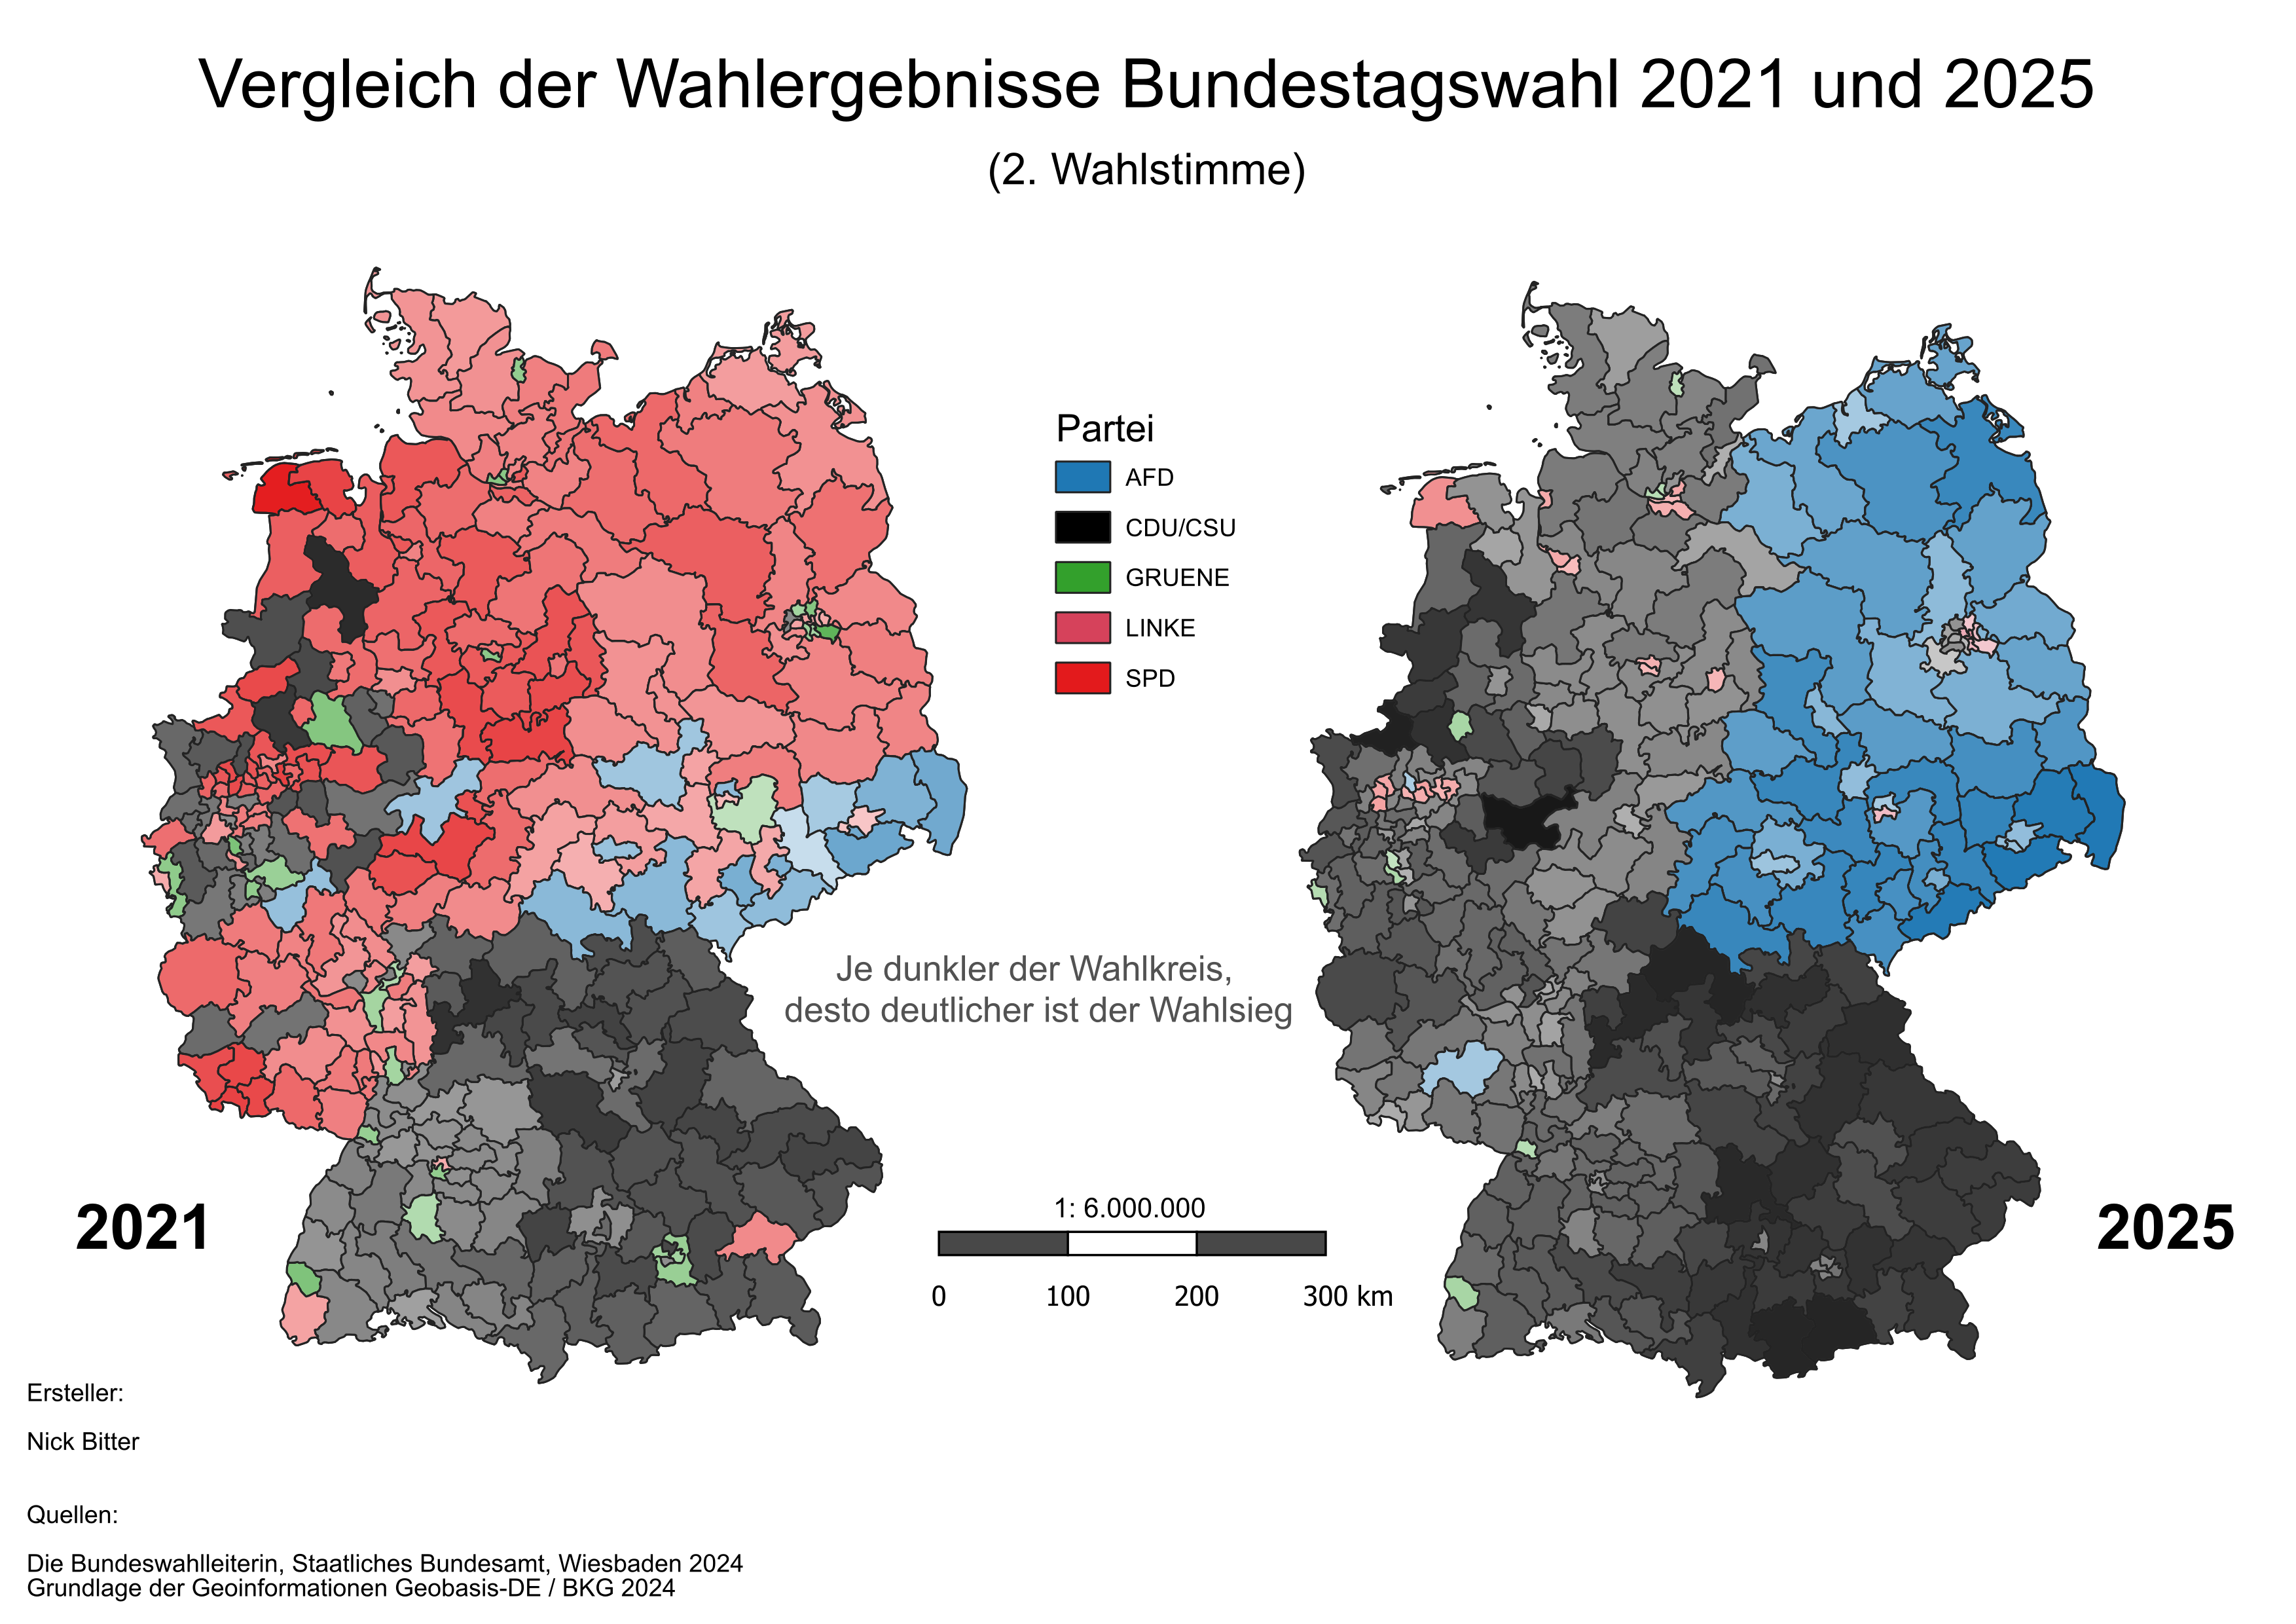 Vergleich der Wahlergebnisse Bundestagswahl 2021 und 2025
(2. Wahlstimme)
Partei
AFD
CDU/CSU
GRUENE
LINKE
SPD
Je dunkler der Wahlkreis,
desto deutlicher ist der Wahlsieg
2021
1: 6.000.000
2025
0 100 200 300 km
Ersteller:
Nick Bitter
Quellen:
Die Bundeswahlleiterin, Staatliches Bundesamt, Wiesbaden 2024
Grundlage der Geoinformationen Geobasis-DE / BKG 2024